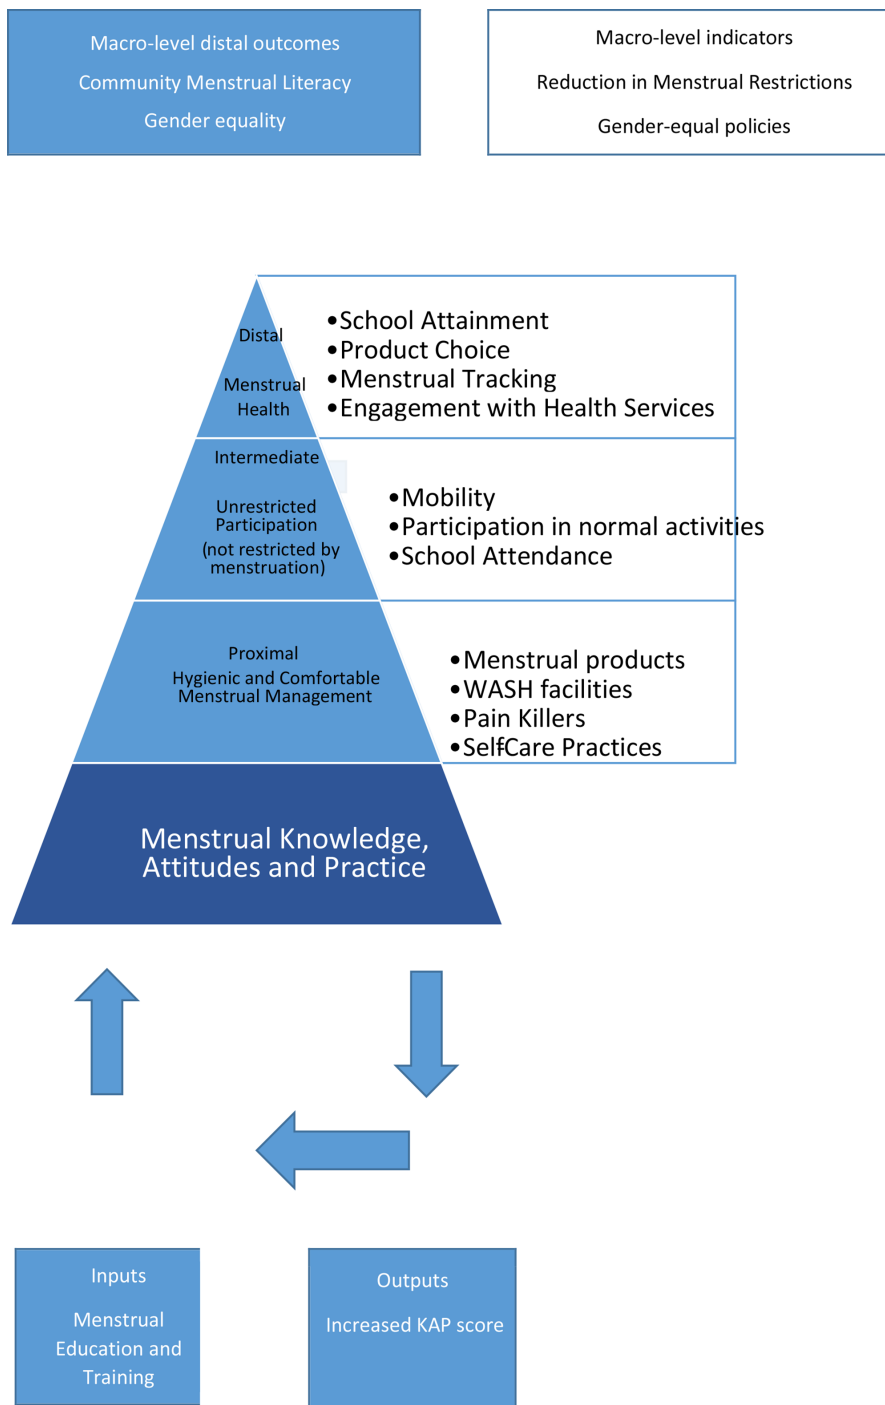 Macro-level distal outcomes
Community Menstrual Literacy
Gender equality
Macro-level indicators
Reduction in Menstrual Restrictions
Gender-equal policies
Distal
Menstrual
Health
•School Attainment
•Product Choice
•Menstrual Tracking
•Engagement with Health Services
Intermediate
Unrestricted
Participation
(not restricted by
menstruation)
•Mobility
•Participation in normal activities
•School Attendance
Proximal
Hygienic and Comfortable
Menstrual Management
•Menstrual products
•WASH facilities
•Pain Killers
•Self-Care Practices
Menstrual Knowledge,
Attitudes and Practice
Inputs
Menstrual
Education and
Training
Outputs
Increased KAP score